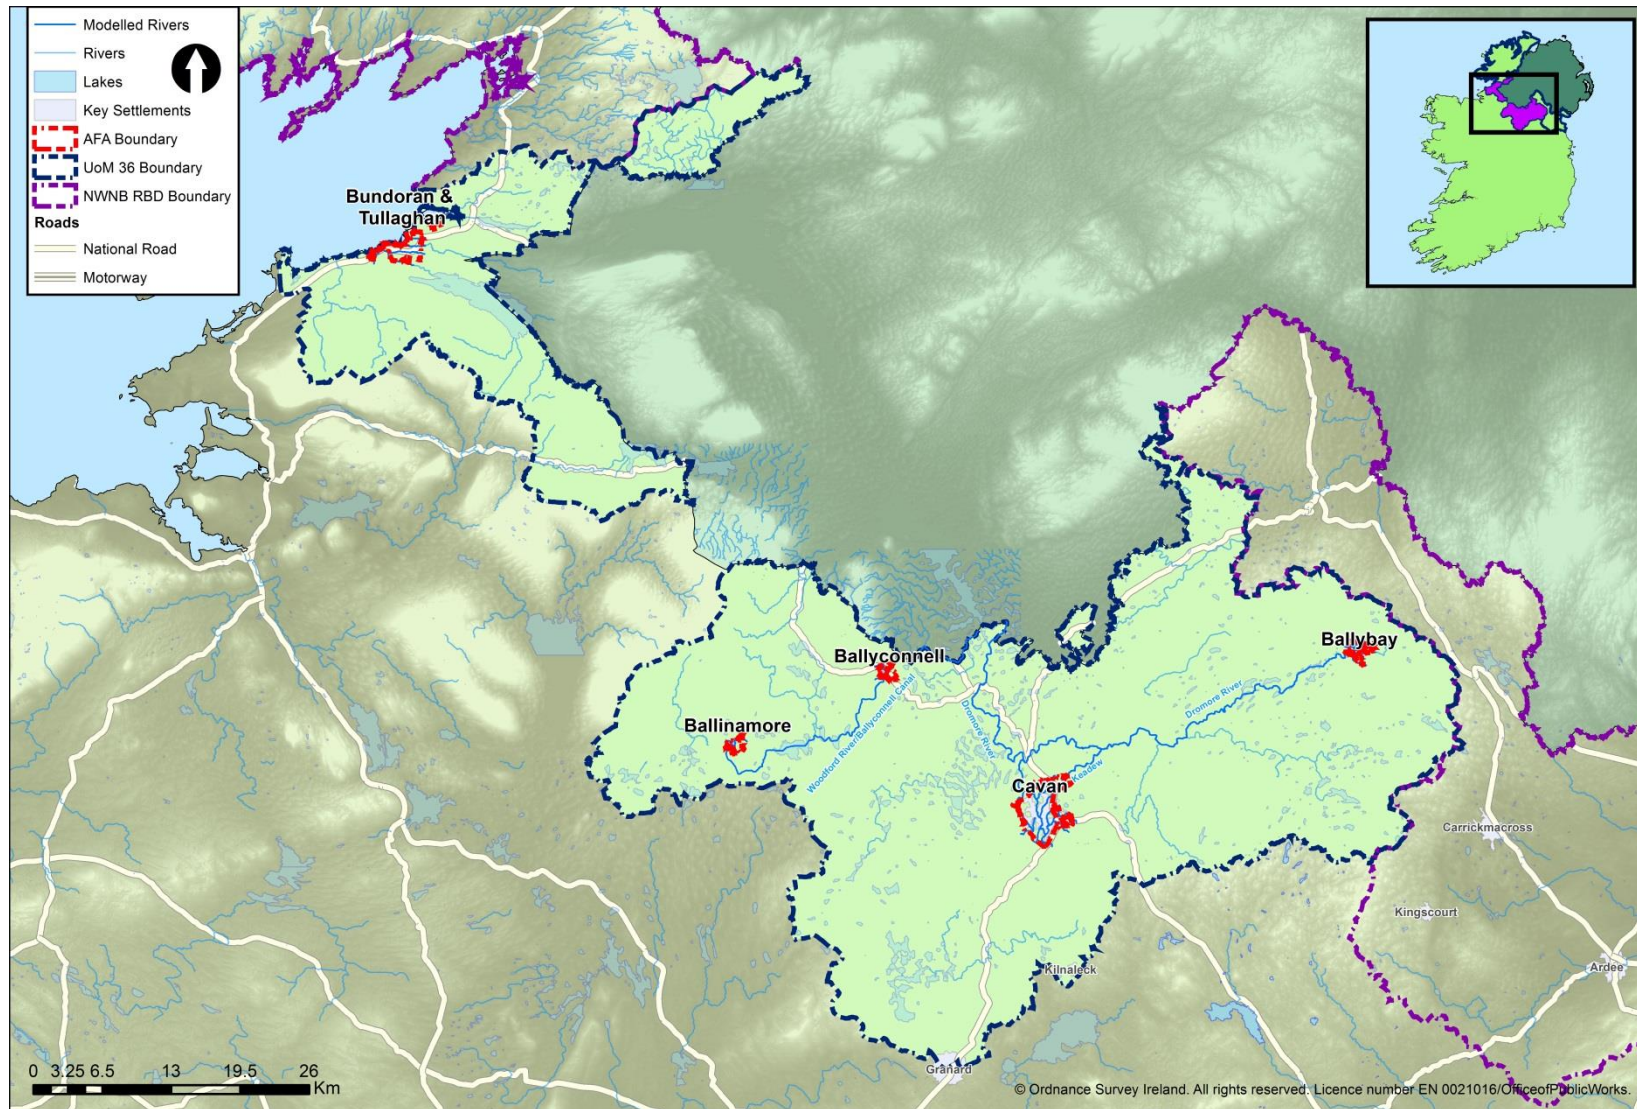 Modelled Rivers
Rivers
Lakes
Key Settlements
AFA Boundary
UoM 36 Boundary
NWNB RBD Boundary
Roads
National Road
Motorway
Bundoran &
Tullaghan
Ballyconnell
Ballybay
Ballinamore
Woodford River/Ballyconnell Canal
Dromore River
Dromore River
Cavan
Keadew
Carrickmacross
Kingscourt
Kilnaleck
Ardee
Granard
0 3.25 6.5 13 19.5 26
Km
© Ordnance Survey Ireland. All rights reserved. Licence number EN 0021016/OfficeofPublicWorks.